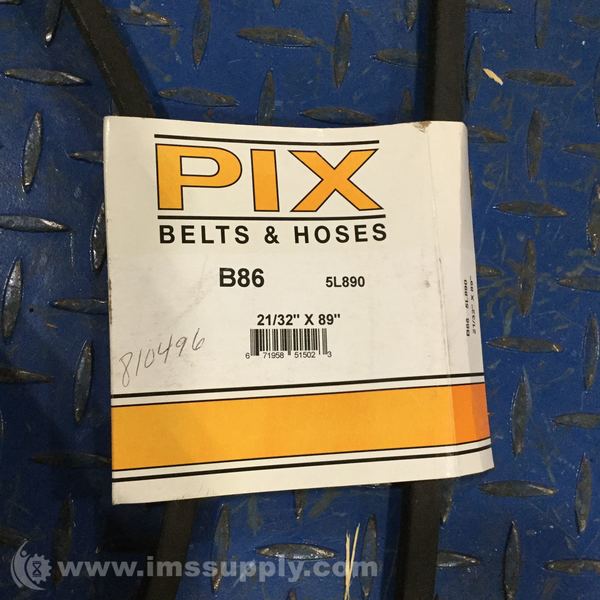 PIX
BELTS & HOSES
B86 5L890
21/32" X 89"
6 71958 51502 3
810496
B86 5L890
21/32" X 89"
www.imssupply.com